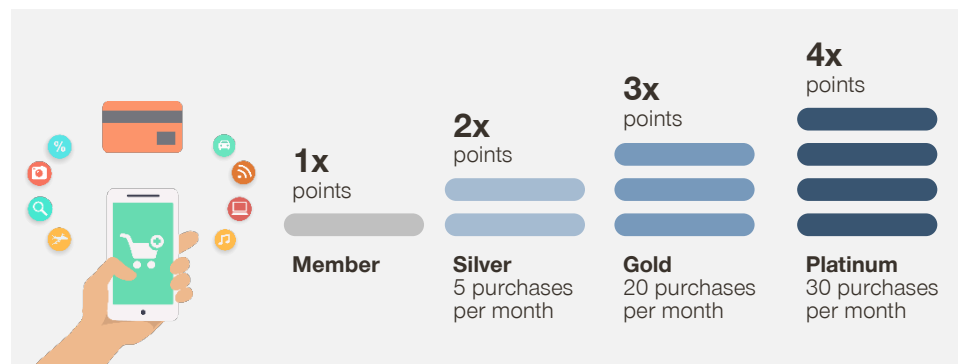 1x
points
Member
2x
points
Silver
5 purchases
per month
3x
points
Gold
20 purchases
per month
4x
points
Platinum
30 purchases
per month
%